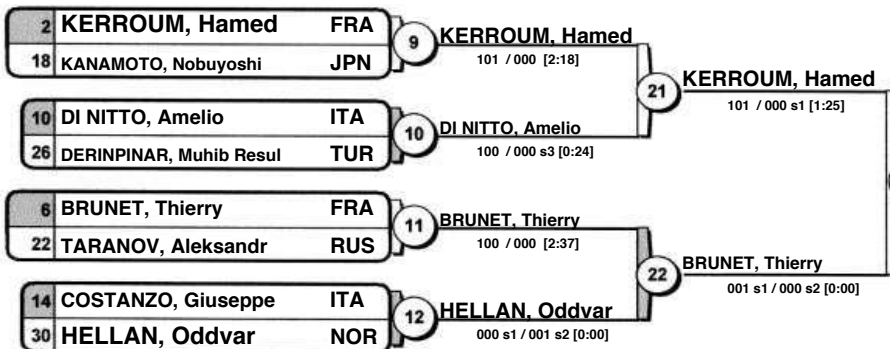 2 KERROUM, Hamed FRA
18 KANAMOTO, Nobuyoshi JPN
9
KERROUM, Hamed
101 / 000 [2:18]
10 DI NITTO, Amelio ITA
26 DERINPINAR, Muhib Resul TUR
10
DI NITTO, Amelio
100 / 000 s3 [0:24]
21
KERROUM, Hamed
101 / 000 s1 [1:25]
6 BRUNET, Thierry FRA
22 TARANOV, Aleksandr RUS
11
BRUNET, Thierry
100 / 000 [2:37]
14 COSTANZO, Giuseppe ITA
30 HELLAN, Oddvar NOR
12
HELLAN, Oddvar
000 s1 / 001 s2 [0:00]
22
BRUNET, Thierry
001 s1 / 000 s2 [0:00]